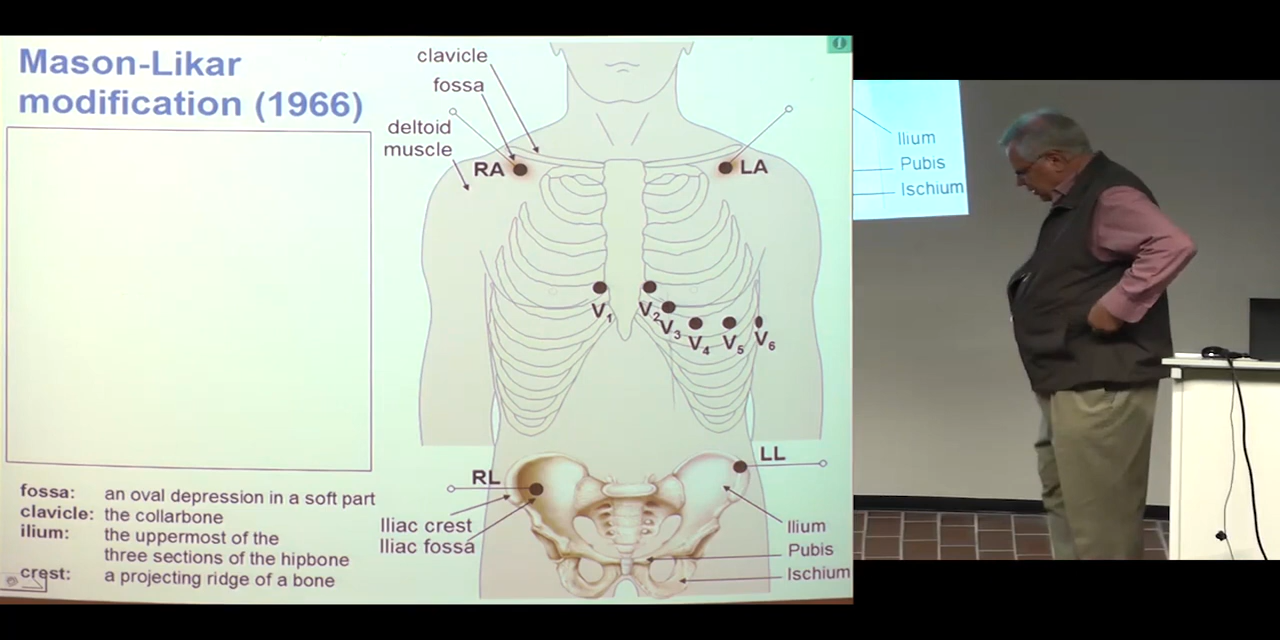 Mason-Likar
modification (1966)
clavicle
fossa
deltoid
muscle
RA
LA
V1
V2
V3
V4
V5
V6
RL
LL
Iliac crest
Iliac fossa
Ilium
Pubis
Ischium
fossa: an oval depression in a soft part
clavicle: the collarbone
ilium: the uppermost of the
three sections of the hipbone
crest: a projecting ridge of a bone
Ilium
Pubis
Ischium